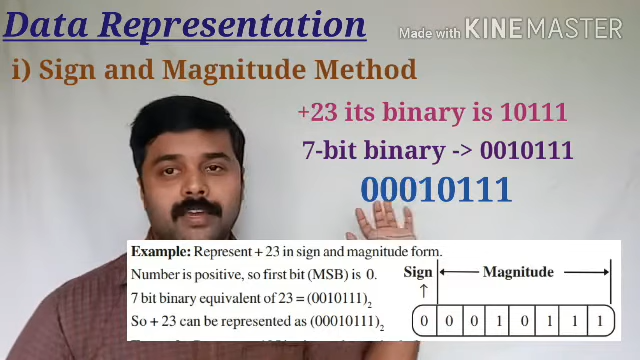 Data Representation
Made with KINEMASTER
i) Sign and Magnitude Method
+23 its binary is 10111
7-bit binary -> 0010111
00010111
Example: Represent + 23 in sign and magnitude form.
Number is positive, so first bit (MSB) is 0.
7 bit binary equivalent of 23 = (0010111)2
So + 23 can be represented as (00010111)2
Sign Magnitude
0 0 0 1 0 1 1 1